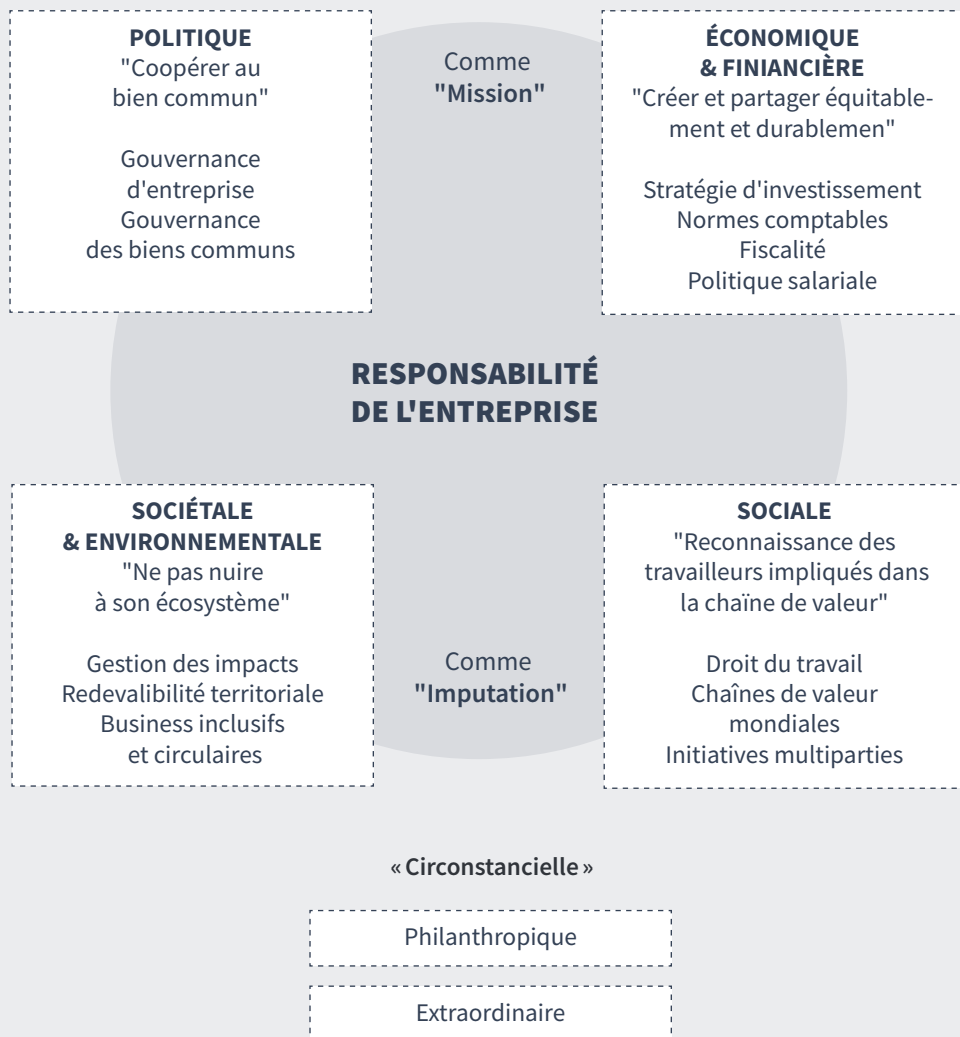 POLITIQUE
"Coopérer au
bien commun"
Gouvernance
d'entreprise
Gouvernance
des biens communs
Comme
"Mission"
ÉCONOMIQUE
& FINIANCIÈRE
"Créer et partager équitable-
ment et durablemen"
Stratégie d'investissement
Normes comptables
Fiscalité
Politique salariale
RESPONSABILITÉ
DE L'ENTREPRISE
SOCIÉTALE
& ENVIRONNEMENTALE
"Ne pas nuire
à son écosystème"
Gestion des impacts
Redevalibilité territoriale
Business inclusifs
et circulaires
Comme
"Imputation"
SOCIALE
"Reconnaissance des
travailleurs impliqués dans
la chaïne de valeur"
Droit du travail
Chaînes de valeur
mondiales
Initiatives multiparties
« Circonstancielle »
Philanthropique
Extraordinaire